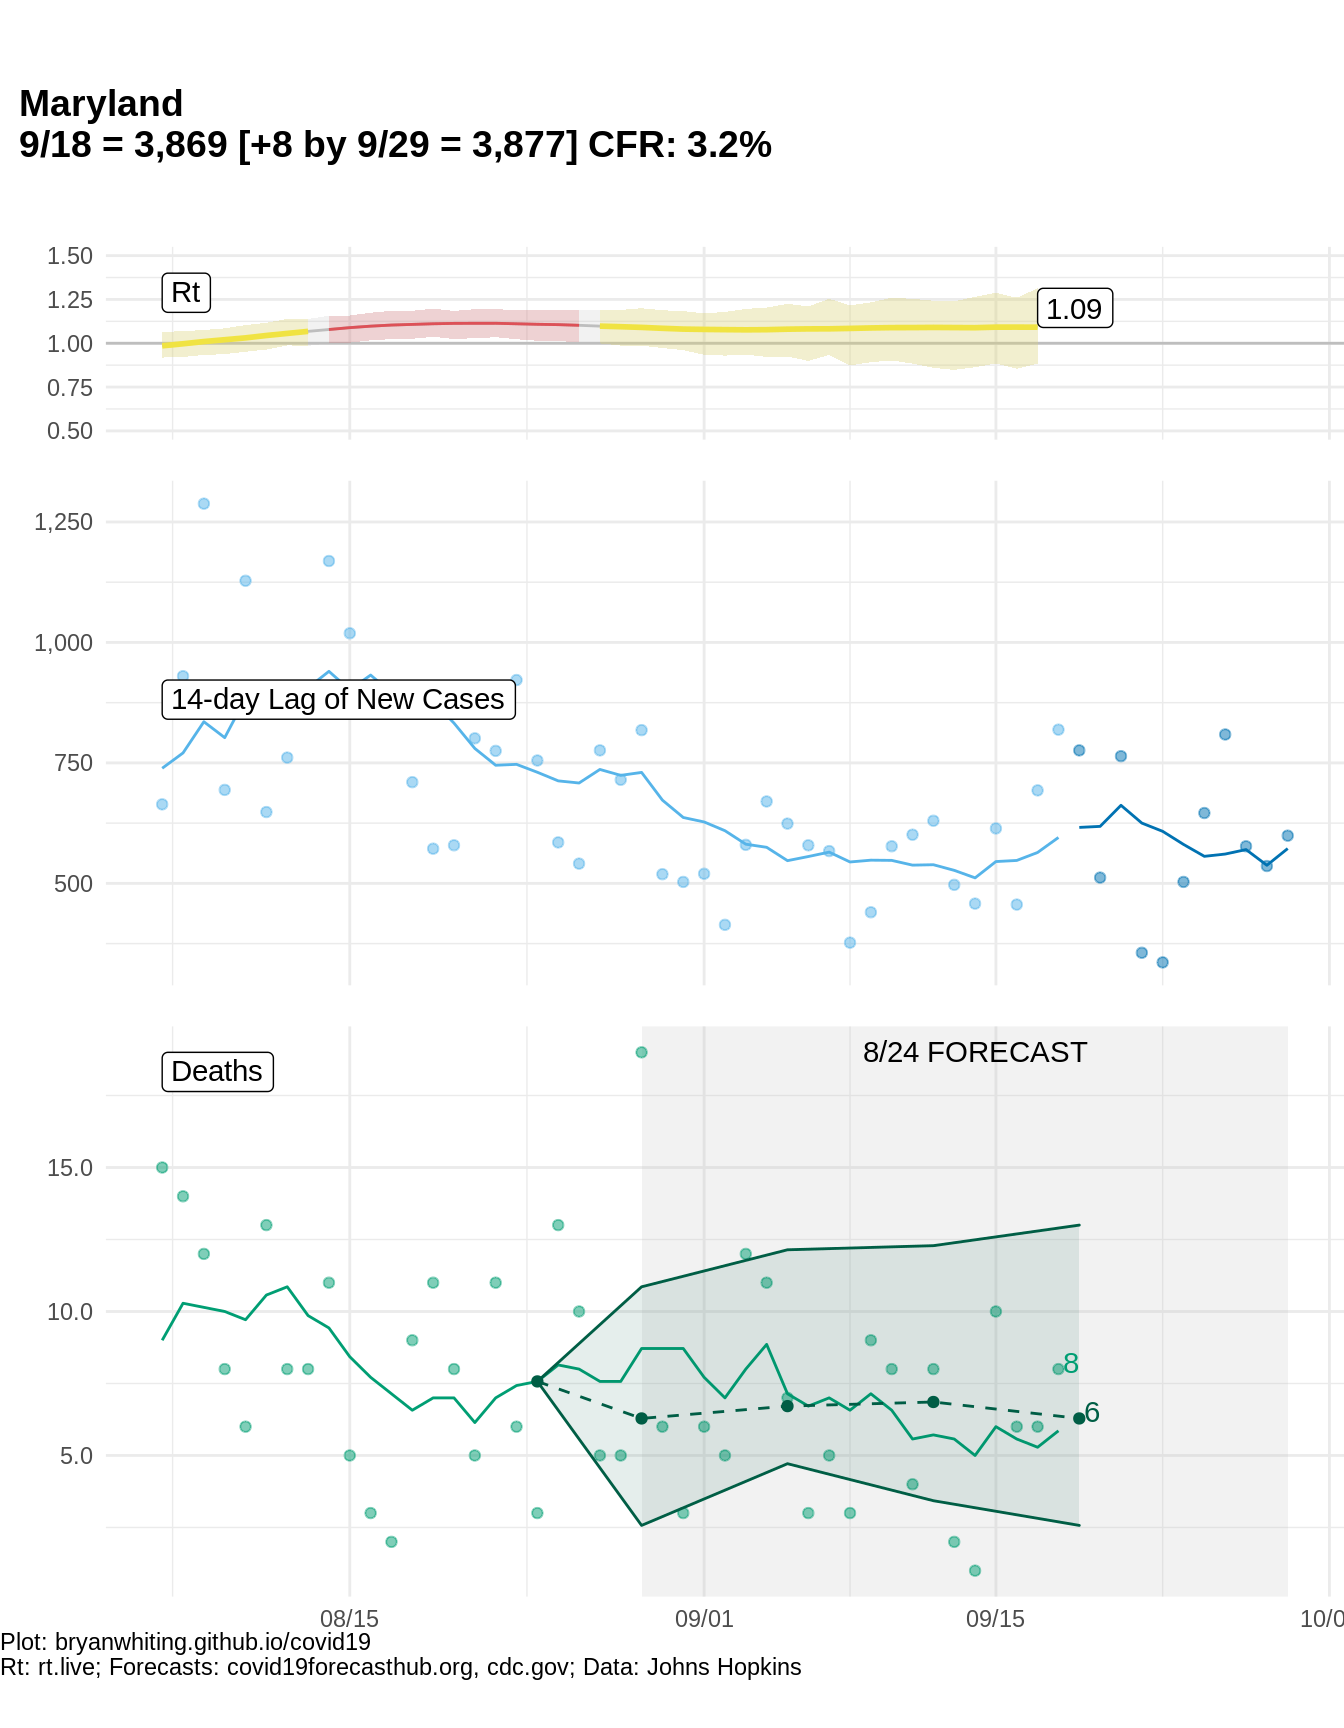 Maryland
9/18 = 3,869 [+8 by 9/29 = 3,877] CFR: 3.2%
1.50
1.25
1.00
0.75
0.50
Rt
1.09
1,250
1,000
750
500
14-day Lag of New Cases
Deaths
8/24 FORECAST
15.0
10.0
5.0
8
6
08/15
09/01
09/15
10/0
Plot: bryanwhiting.github.io/covid19
Rt: rt.live; Forecasts: covid19forecasthub.org, cdc.gov; Data: Johns Hopkins